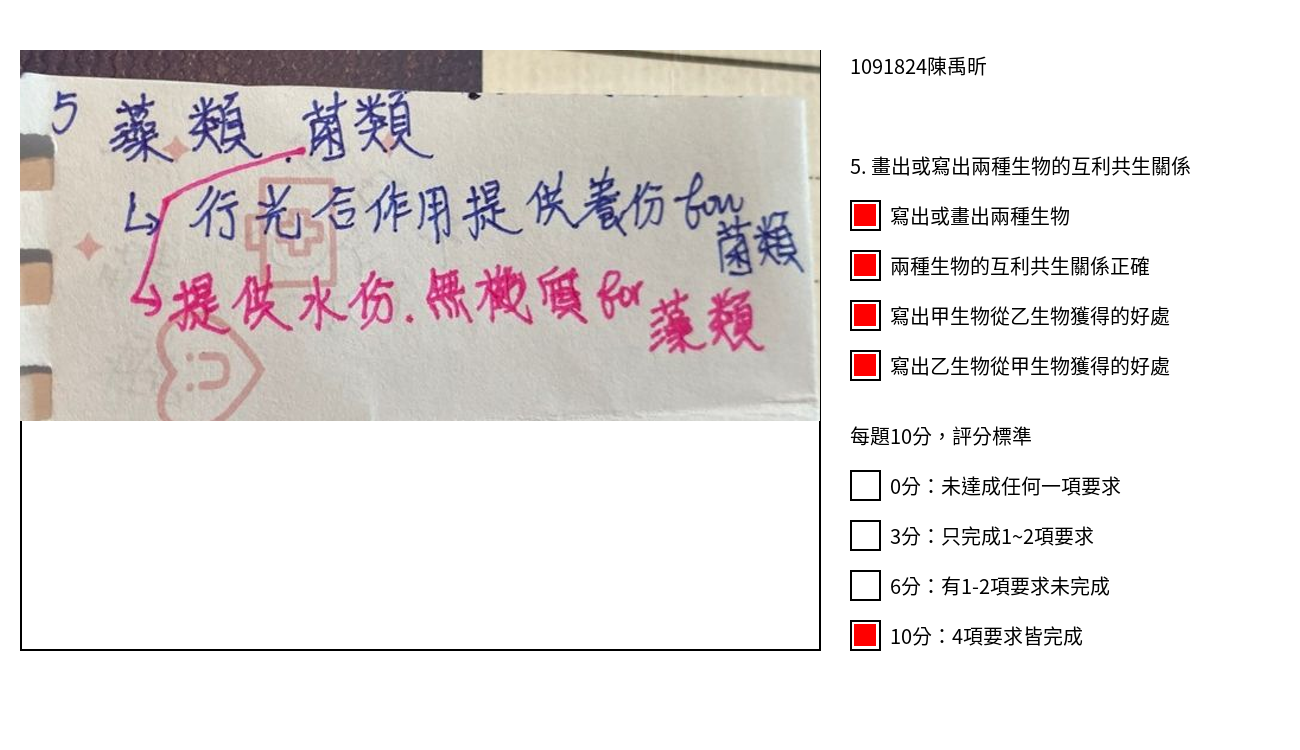 5 藻類．菌類
↳ 行光合作用提供養份 for
菌類
↳ 提供水份．無機質 for
藻類
1091824陳禹昕
5. 畫出或寫出兩種生物的互利共生關係
寫出或畫出兩種生物
兩種生物的互利共生關係正確
寫出甲生物從乙生物獲得的好處
寫出乙生物從甲生物獲得的好處
每題10分，評分標準
0分：未達成任何一項要求
3分：只完成1~2項要求
6分：有1-2項要求未完成
10分：4項要求皆完成